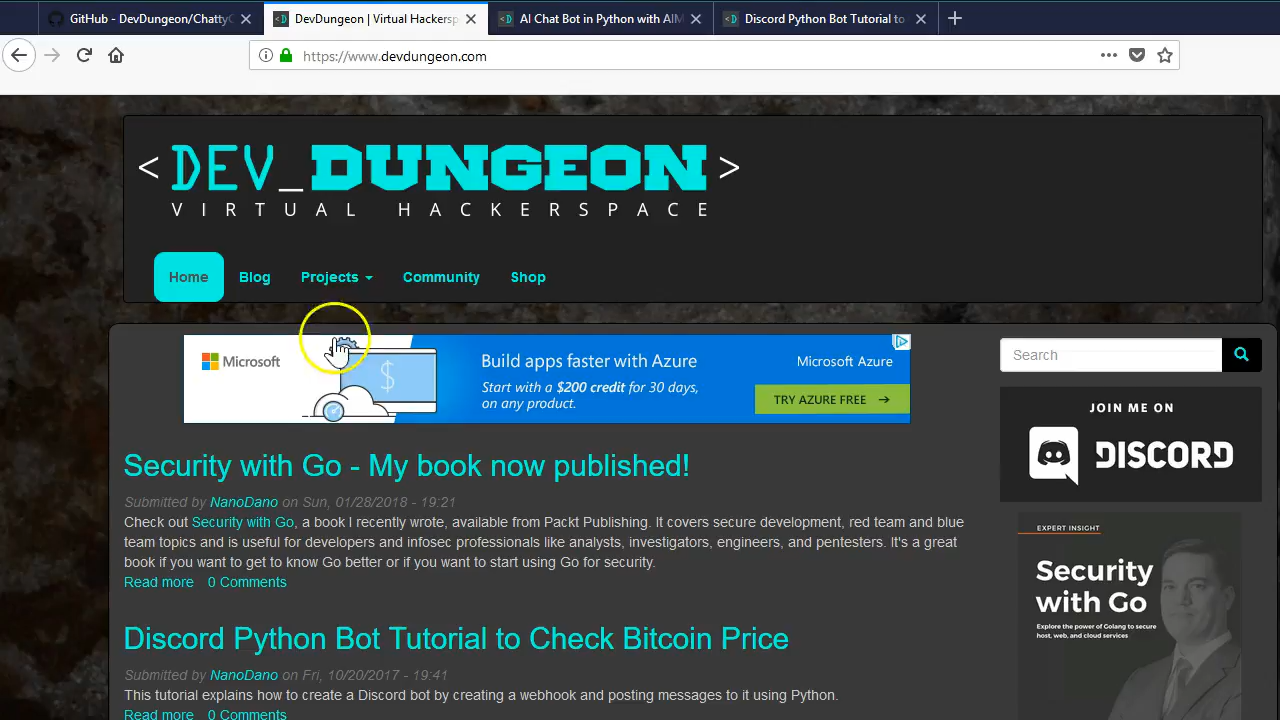 GitHub - DevDungeon/ChattyC
DevDungeon | Virtual Hackersp
AI Chat Bot in Python with AIM
Discord Python Bot Tutorial to
https://www.devdungeon.com
<DEV_DUNGEON>
VIRTUAL HACKERSPACE
Home Blog Projects Community Shop
Microsoft
Build apps faster with Azure
Start with a $200 credit for 30 days,
on any product.
Microsoft Azure
TRY AZURE FREE →
Search
JOIN ME ON
DISCORD
Security with Go - My book now published!
Submitted by NanoDano on Sun, 01/28/2018 - 19:21
Check out Security with Go, a book I recently wrote, available from Packt Publishing. It covers secure development, red team and blue
team topics and is useful for developers and infosec professionals like analysts, investigators, engineers, and pentesters. It's a great
book if you want to get to know Go better or if you want to start using Go for security.
Read more 0 Comments
EXPERT INSIGHT
Security
with Go
Explore the power of Golang to secure
host, web, and cloud services
Discord Python Bot Tutorial to Check Bitcoin Price
Submitted by NanoDano on Fri, 10/20/2017 - 19:41
This tutorial explains how to create a Discord bot by creating a webhook and posting messages to it using Python.
Read more 0 Comments